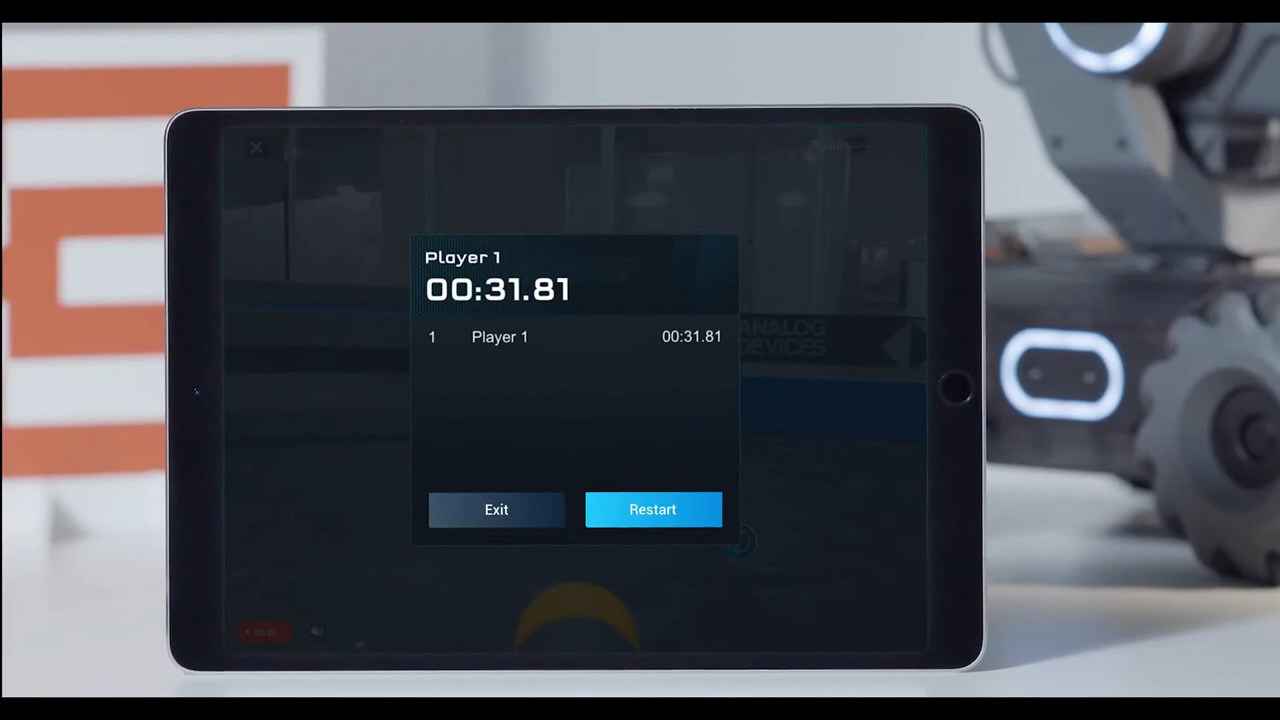 Player 1
00:31.81
1 Player 1 00:31.81
ANALOG
DEVICES
Exit Restart